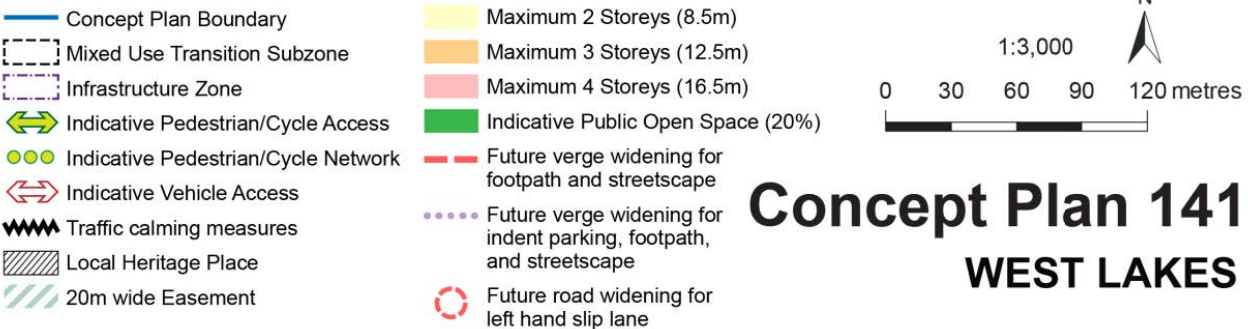 Concept Plan Boundary
Mixed Use Transition Subzone
Infrastructure Zone
Indicative Pedestrian/Cycle Access
Indicative Pedestrian/Cycle Network
Indicative Vehicle Access
Traffic calming measures
Local Heritage Place
20m wide Easement
Maximum 2 Storeys (8.5m)
Maximum 3 Storeys (12.5m)
Maximum 4 Storeys (16.5m)
Indicative Public Open Space (20%)
Future verge widening for
footpath and streetscape
Future verge widening for
indent parking, footpath,
and streetscape
Future road widening for
left hand slip lane
N
1:3,000
0 30 60 90 120 metres
Concept Plan 141
WEST LAKES